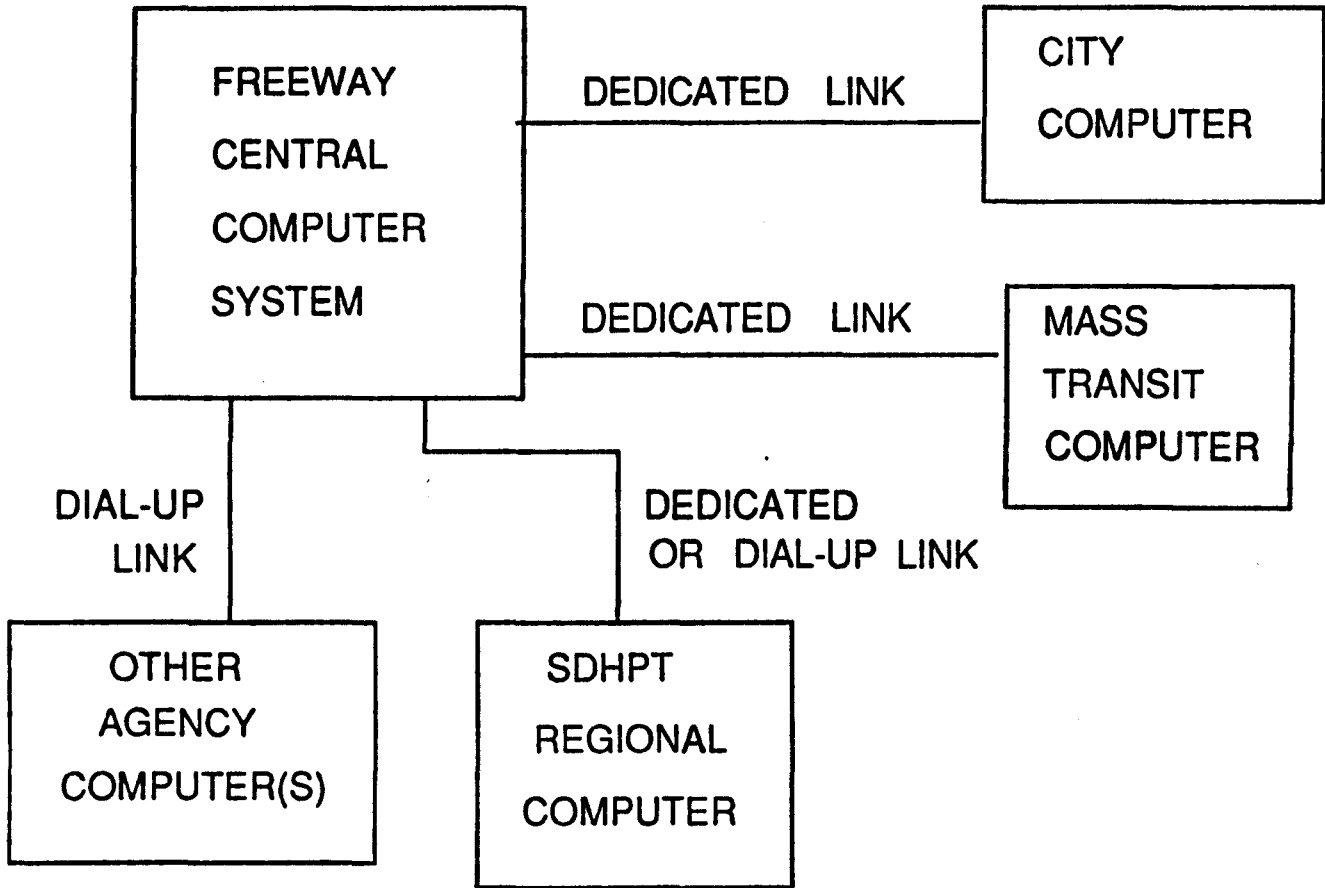 FREEWAY
CENTRAL
COMPUTER
SYSTEM
DEDICATED LINK
CITY
COMPUTER
DEDICATED LINK
MASS
TRANSIT
COMPUTER
DIAL-UP
LINK
DEDICATED
OR DIAL-UP LINK
OTHER
AGENCY
COMPUTER(S)
SDHPT
REGIONAL
COMPUTER